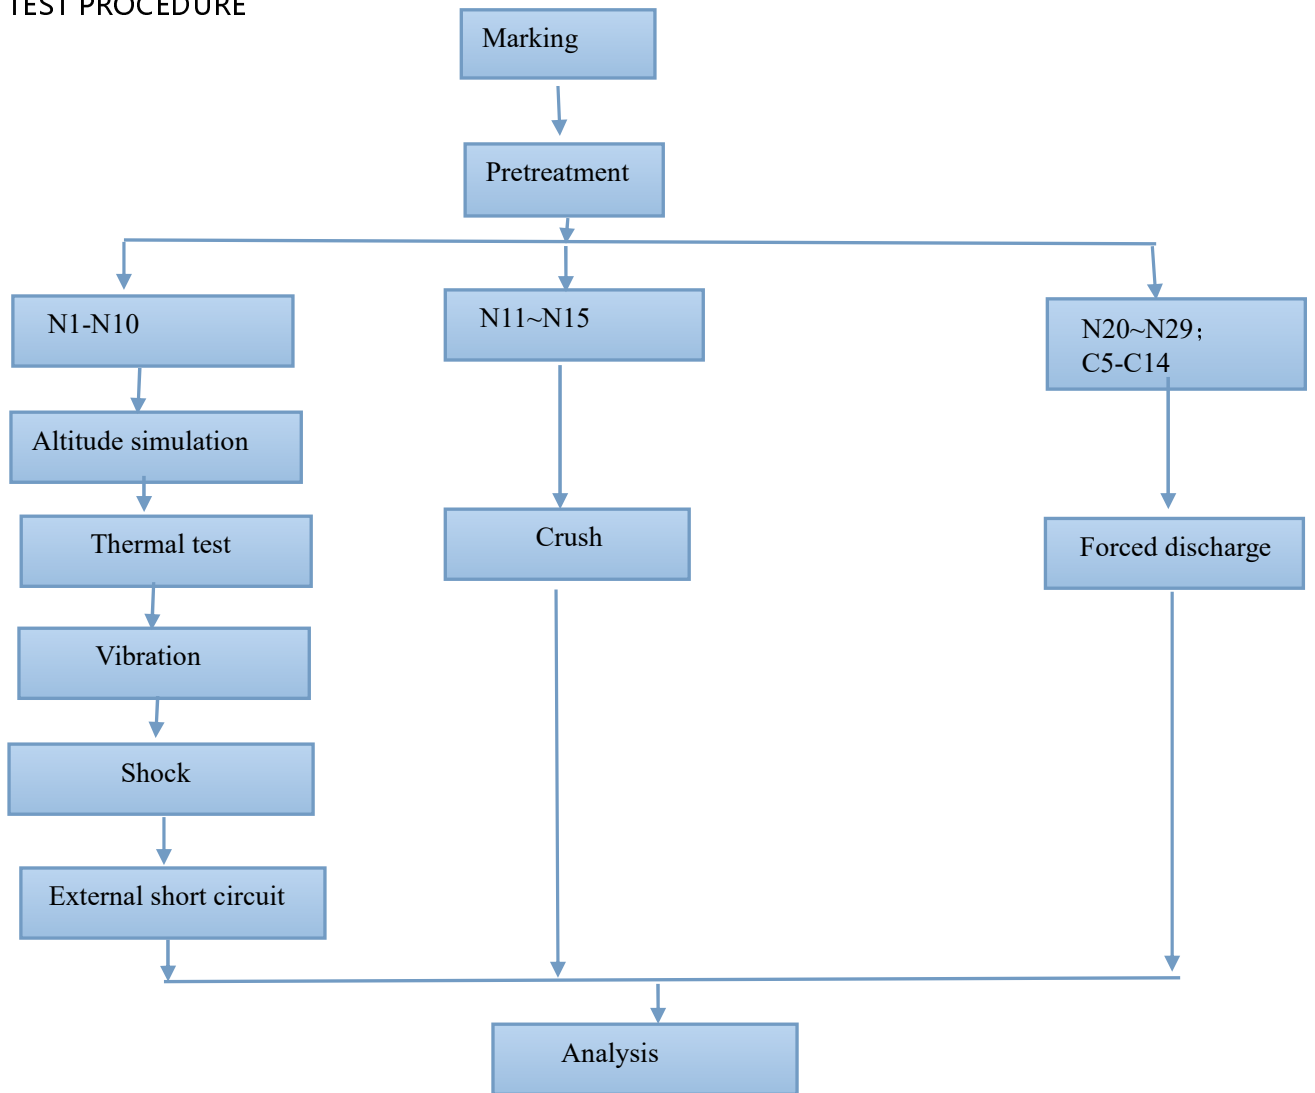 TEST PROCEDURE
Marking
Pretreatment
N1-N10
N11~N15
N20~N29；
C5-C14
Altitude simulation
Thermal test
Vibration
Shock
External short circuit
Crush
Forced discharge
Analysis